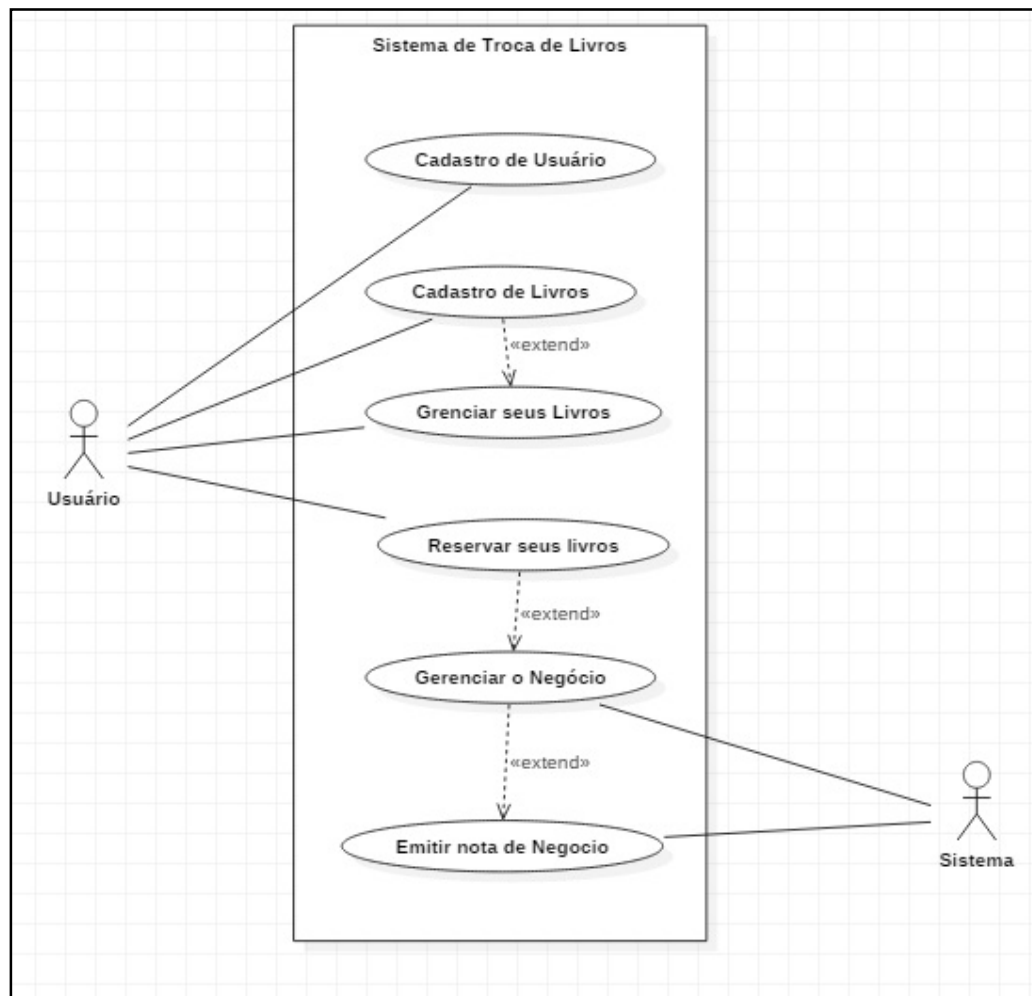 Sistema de Troca de Livros
Cadastro de Usuário
Cadastro de Livros
«extend»
Grenciar seus Livros
Usuário
Reservar seus livros
«extend»
Gerenciar o Negócio
«extend»
Emitir nota de Negocio
Sistema